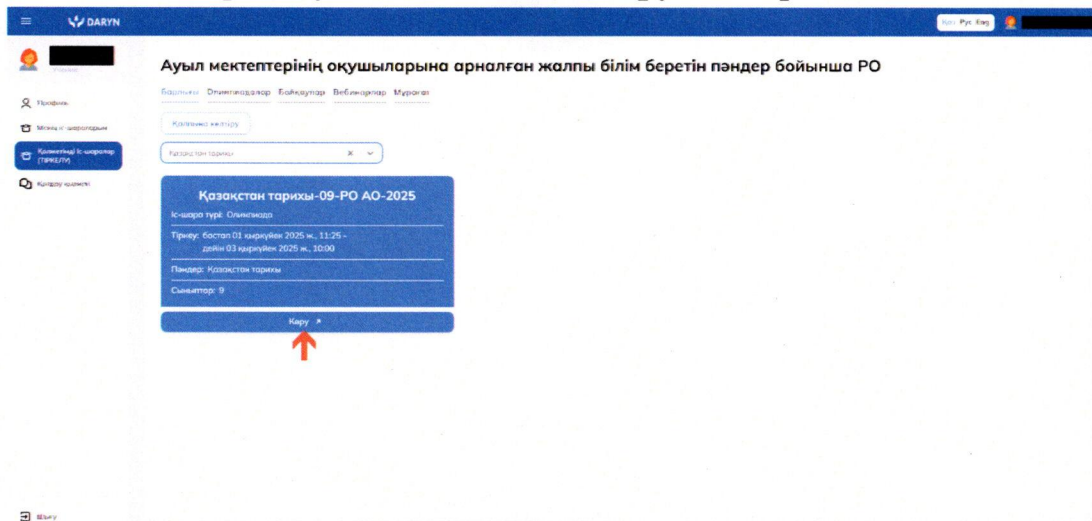 DARYN
Қаз Рус Eng
Ауыл мектептерінің оқушыларына арналған жалпы білім беретін пәндер бойынша РО
Барлығы Олимпиадалар Байқаулар Вебинарлар Мұрағат
Профиль
Қалпына келтіру
Менің іс-шараларым
Қолжетімді іс-шаралар (ТІРКЕЛУ)
Қазақстан тарихы
Қолдау қызметі
Қазақстан тарихы-09-РО АО-2025
Іс-шара түрі: Олимпиада
Тіркеу: бастап 01 қыркүйек 2025 ж., 11:25 -
дейін 03 қыркүйек 2025 ж., 10:00
Пәндер: Қазақстан тарихы
Сыныптар: 9
Көру
Шығу